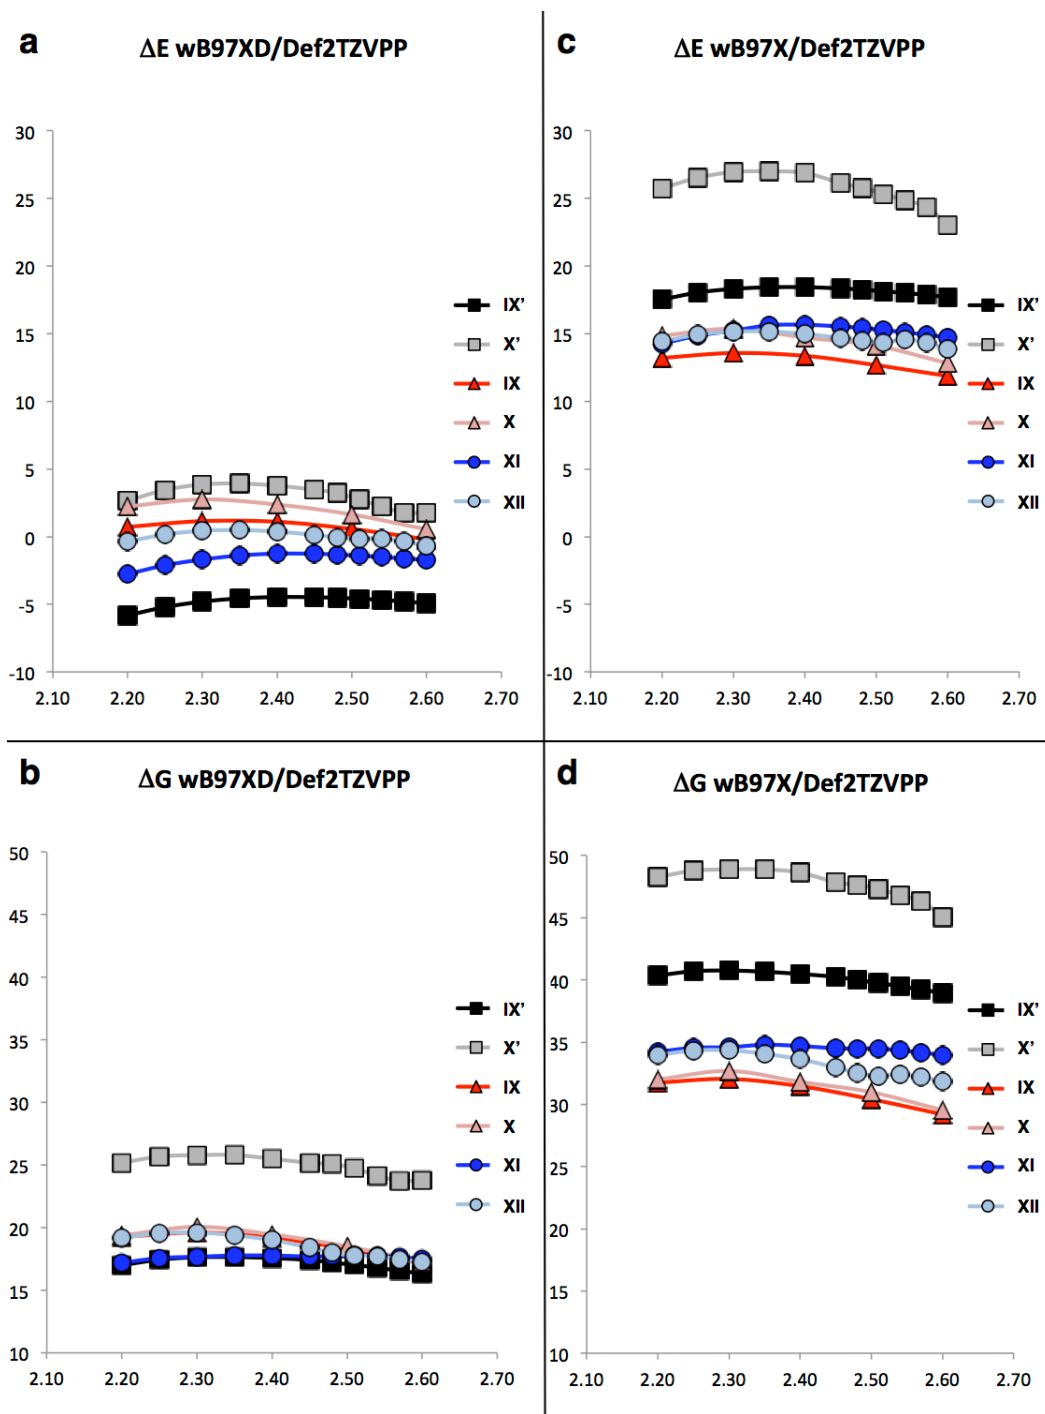 a
ΔE wB97XD/Def2TZVPP
30
25
20
15
10
5
0
-5
-10
2.10 2.20 2.30 2.40 2.50 2.60 2.70
IX’
X’
IX
X
XI
XII
c
ΔE wB97X/Def2TZVPP
30
25
20
15
10
5
0
-5
-10
2.10 2.20 2.30 2.40 2.50 2.60 2.70
IX’
X’
IX
X
XI
XII
b
ΔG wB97XD/Def2TZVPP
50
45
40
35
30
25
20
15
10
2.10 2.20 2.30 2.40 2.50 2.60 2.70
IX’
X’
IX
X
XI
XII
d
ΔG wB97X/Def2TZVPP
50
45
40
35
30
25
20
15
10
2.10 2.20 2.30 2.40 2.50 2.60 2.70
IX’
X’
IX
X
XI
XII